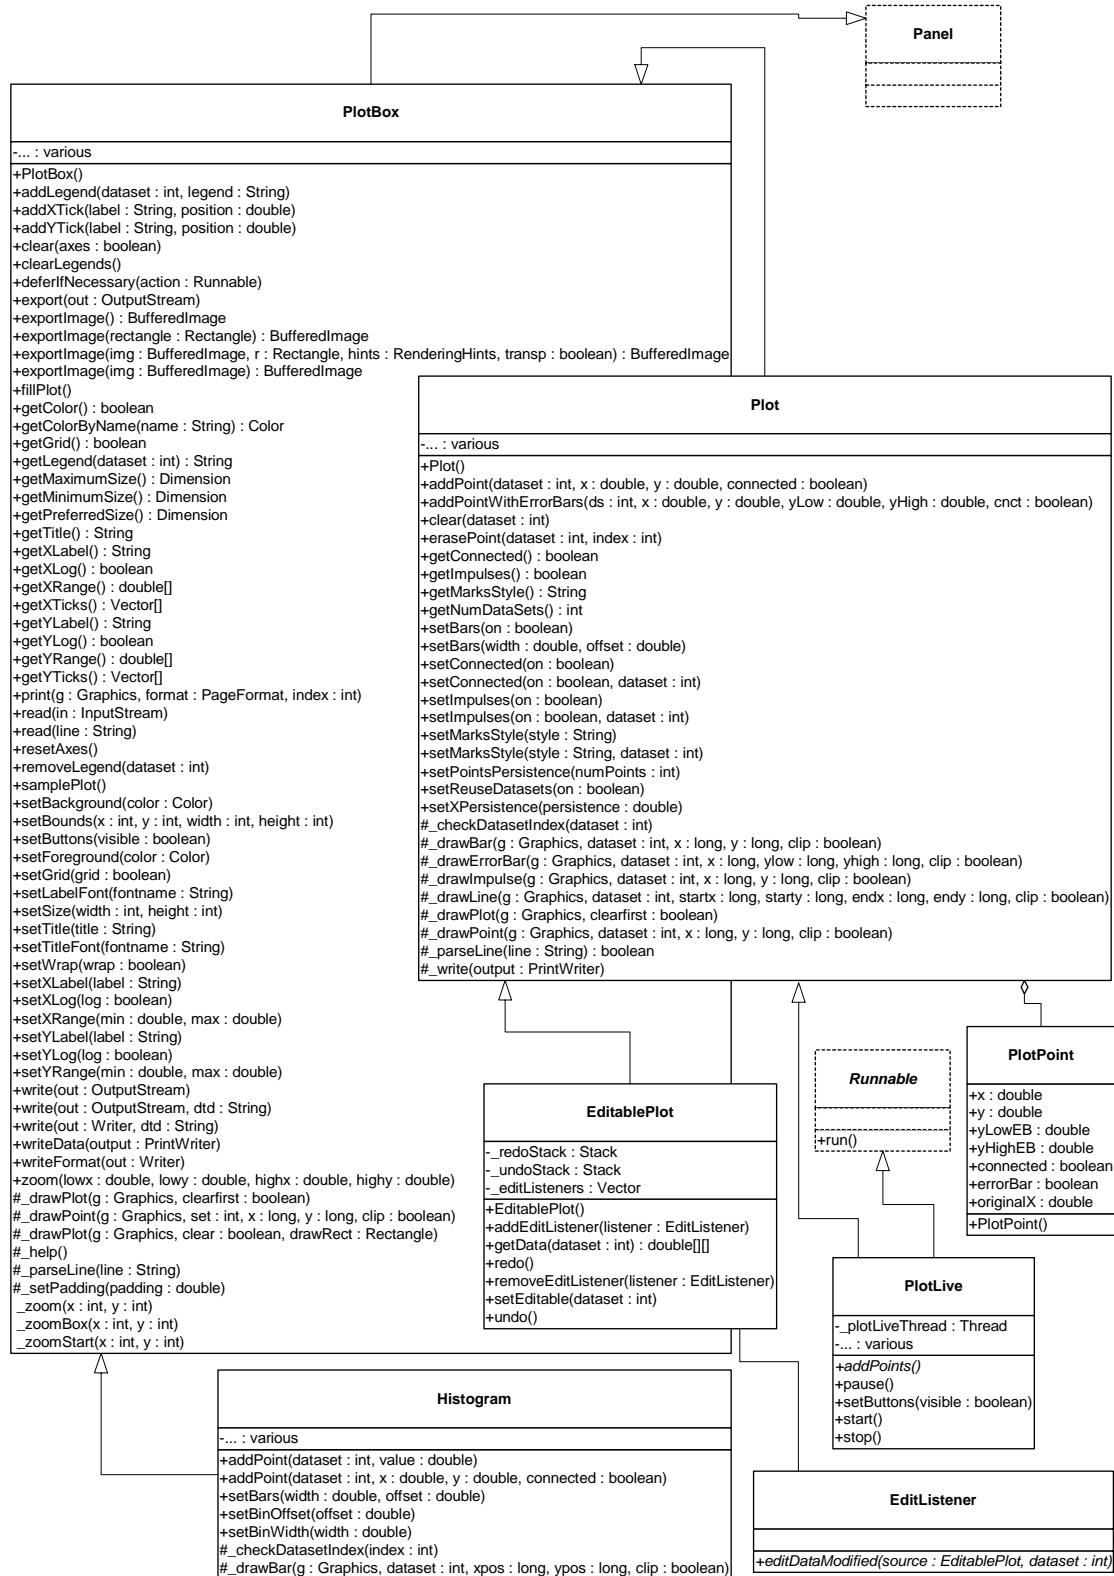 Panel
PlotBox
-... : various
+PlotBox()
+addLegend(dataset : int, legend : String)
+addXTick(label : String, position : double)
+addYTick(label : String, position : double)
+clear(axes : boolean)
+clearLegends()
+deferIfNecessary(action : Runnable)
+export(out : OutputStream)
+exportImage() : BufferedImage
+exportImage(rectangle : Rectangle) : BufferedImage
+exportImage(img : BufferedImage, r : Rectangle, hints : RenderingHints, transp : boolean) : BufferedImage
+exportImage(img : BufferedImage) : BufferedImage
+fillPlot()
+getColor() : boolean
+getColorByName(name : String) : Color
+getGrid() : boolean
+getLegend(dataset : int) : String
+getMaximumSize() : Dimension
+getMinimumSize() : Dimension
+getPreferredSize() : Dimension
+getTitle() : String
+getXLabel() : String
+getXLog() : boolean
+getXRange() : double[]
+getXTicks() : Vector[]
+getYLabel() : String
+getYLog() : boolean
+getYRange() : double[]
+getYTicks() : Vector[]
+print(g : Graphics, format : PageFormat, index : int)
+read(in : InputStream)
+read(line : String)
+resetAxes()
+removeLegend(dataset : int)
+samplePlot()
+setBackground(color : Color)
+setBounds(x : int, y : int, width : int, height : int)
+setButtons(visible : boolean)
+setForeground(color : Color)
+setGrid(grid : boolean)
+setLabelFont(fontname : String)
+setSize(width : int, height : int)
+setTitle(title : String)
+setTitleFont(fontname : String)
+setWrap(wrap : boolean)
+setXLabel(label : String)
+setXLog(log : boolean)
+setXRange(min : double, max : double)
+setYLabel(label : String)
+setYLog(log : boolean)
+setYRange(min : double, max : double)
+write(out : OutputStream)
+write(out : OutputStream, dtd : String)
+write(out : Writer, dtd : String)
+writeData(output : PrintWriter)
+writeFormat(out : Writer)
+zoom(lowx : double, lowy : double, highx : double, highy : double)
#_drawPlot(g : Graphics, clearfirst : boolean)
#_drawPoint(g : Graphics, set : int, x : long, y : long, clip : boolean)
#_drawPlot(g : Graphics, clear : boolean, drawRect : Rectangle)
#_help()
#_parseLine(line : String)
#_setPadding(padding : double)
_zoom(x : int, y : int)
_zoomBox(x : int, y : int)
_zoomStart(x : int, y : int)
Plot
-... : various
+Plot()
+addPoint(dataset : int, x : double, y : double, connected : boolean)
+addPointWithErrorBars(ds : int, x : double, y : double, yLow : double, yHigh : double, cnct : boolean)
+clear(dataset : int)
+erasePoint(dataset : int, index : int)
+getConnected() : boolean
+getImpulses() : boolean
+getMarksStyle() : String
+getNumDataSets() : int
+setBars(on : boolean)
+setBars(width : double, offset : double)
+setConnected(on : boolean)
+setConnected(on : boolean, dataset : int)
+setImpulses(on : boolean)
+setImpulses(on : boolean, dataset : int)
+setMarksStyle(style : String)
+setMarksStyle(style : String, dataset : int)
+setPointsPersistence(numPoints : int)
+setReuseDatasets(on : boolean)
+setXPersistence(persistence : double)
#_checkDatasetIndex(dataset : int)
#_drawBar(g : Graphics, dataset : int, x : long, y : long, clip : boolean)
#_drawErrorBar(g : Graphics, dataset : int, x : long, ylow : long, yhigh : long, clip : boolean)
#_drawImpulse(g : Graphics, dataset : int, x : long, y : long, clip : boolean)
#_drawLine(g : Graphics, dataset : int, startx : long, starty : long, endx : long, endy : long, clip : boolean)
#_drawPlot(g : Graphics, clearfirst : boolean)
#_drawPoint(g : Graphics, dataset : int, x : long, y : long, clip : boolean)
#_parseLine(line : String) : boolean
#_write(output : PrintWriter)
PlotPoint
+x : double
+y : double
+yLowEB : double
+yHighEB : double
+connected : boolean
+errorBar : boolean
+originalX : double
+PlotPoint()
Runnable
+run()
EditablePlot
-_redoStack : Stack
-_undoStack : Stack
-_editListeners : Vector
+EditablePlot()
+addEditListener(listener : EditListener)
+getData(dataset : int) : double[][]
+redo()
+removeEditListener(listener : EditListener)
+setEditable(dataset : int)
+undo()
PlotLive
-_plotLiveThread : Thread
-... : various
+addPoints()
+pause()
+setButtons(visible : boolean)
+start()
+stop()
Histogram
-... : various
+addPoint(dataset : int, value : double)
+addPoint(dataset : int, x : double, y : double, connected : boolean)
+setBars(width : double, offset : double)
+setBinOffset(offset : double)
+setBinWidth(width : double)
#_checkDatasetIndex(index : int)
#_drawBar(g : Graphics, dataset : int, xpos : long, ypos : long, clip : boolean)
EditListener
+editDataModified(source : EditablePlot, dataset : int)